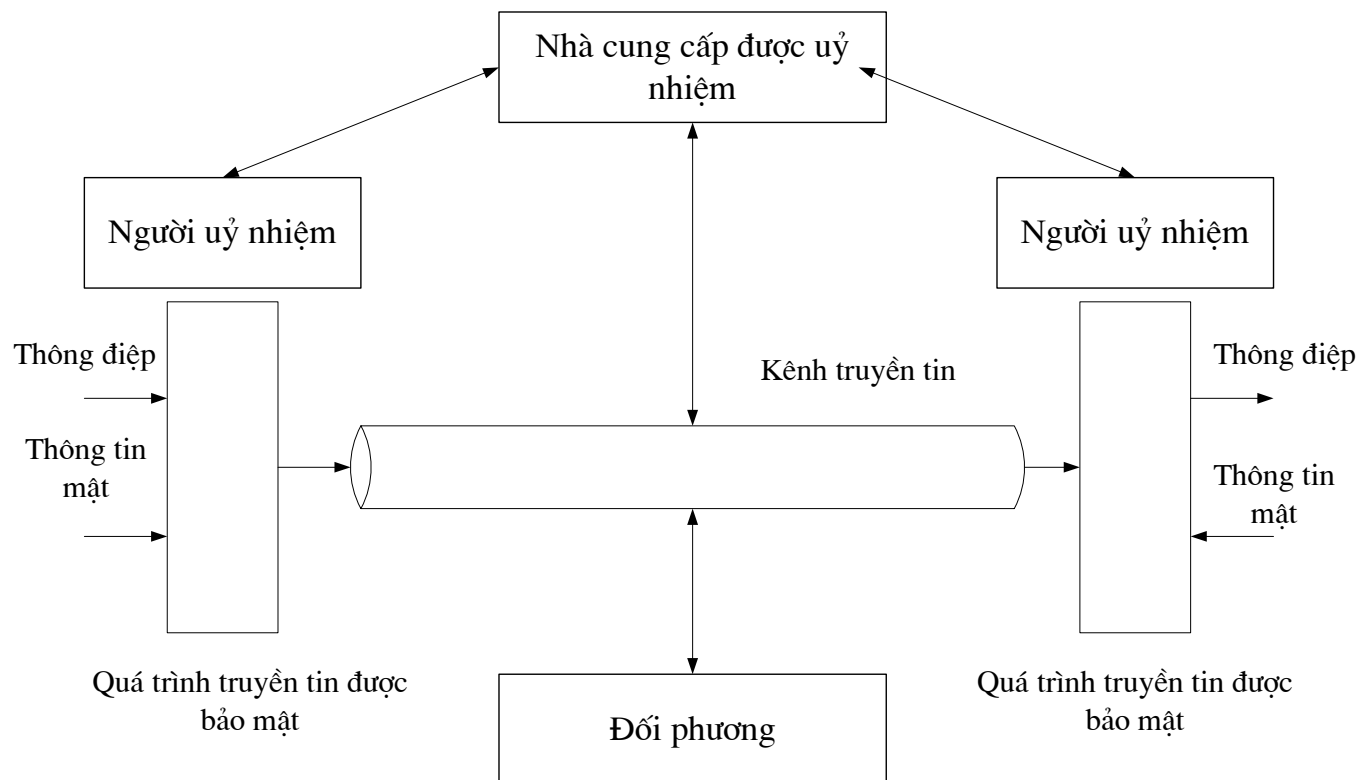 Nhà cung cấp được uỷ
nhiệm
Người uỷ nhiệm
Người uỷ nhiệm
Thông điệp
Kênh truyền tin
Thông điệp
Thông tin
mật
Thông tin
mật
Quá trình truyền tin được
bảo mật
Quá trình truyền tin được
bảo mật
Đối phương